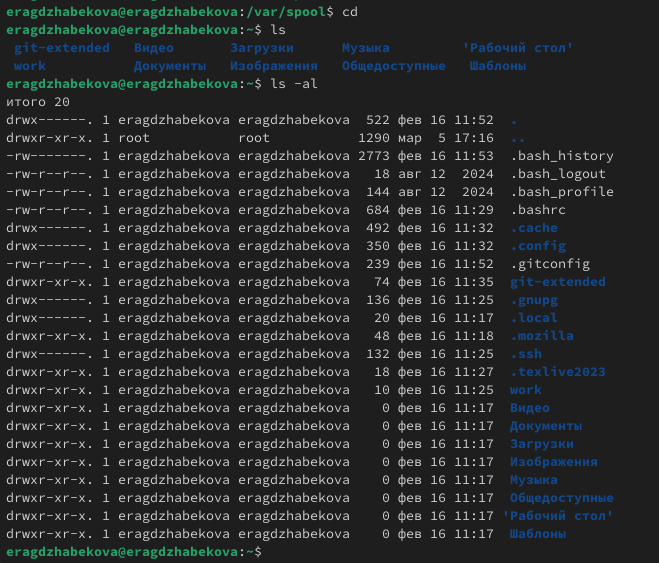 eragdzhabekova@eragdzhabekova:/var/spool$ cd
eragdzhabekova@eragdzhabekova:~$ ls
git-extended Видео Загрузки Музыка 'Рабочий стол'
work Документы Изображения Общедоступные Шаблоны
eragdzhabekova@eragdzhabekova:~$ ls -al
итого 20
drwx------. 1 eragdzhabekova eragdzhabekova 522 фев 16 11:52 .
drwxr-xr-x. 1 root root 1290 мар 5 17:16 ..
-rw-------. 1 eragdzhabekova eragdzhabekova 2773 фев 16 11:53 .bash_history
-rw-r--r--. 1 eragdzhabekova eragdzhabekova 18 авг 12 2024 .bash_logout
-rw-r--r--. 1 eragdzhabekova eragdzhabekova 144 авг 12 2024 .bash_profile
-rw-r--r--. 1 eragdzhabekova eragdzhabekova 684 фев 16 11:29 .bashrc
drwx------. 1 eragdzhabekova eragdzhabekova 492 фев 16 11:32 .cache
drwx------. 1 eragdzhabekova eragdzhabekova 350 фев 16 11:32 .config
-rw-r--r--. 1 eragdzhabekova eragdzhabekova 239 фев 16 11:52 .gitconfig
drwxr-xr-x. 1 eragdzhabekova eragdzhabekova 74 фев 16 11:35 git-extended
drwx------. 1 eragdzhabekova eragdzhabekova 136 фев 16 11:25 .gnupg
drwx------. 1 eragdzhabekova eragdzhabekova 20 фев 16 11:17 .local
drwxr-xr-x. 1 eragdzhabekova eragdzhabekova 48 фев 16 11:18 .mozilla
drwx------. 1 eragdzhabekova eragdzhabekova 132 фев 16 11:25 .ssh
drwxr-xr-x. 1 eragdzhabekova eragdzhabekova 18 фев 16 11:27 .texlive2023
drwxr-xr-x. 1 eragdzhabekova eragdzhabekova 10 фев 16 11:25 work
drwxr-xr-x. 1 eragdzhabekova eragdzhabekova 0 фев 16 11:17 Видео
drwxr-xr-x. 1 eragdzhabekova eragdzhabekova 0 фев 16 11:17 Документы
drwxr-xr-x. 1 eragdzhabekova eragdzhabekova 0 фев 16 11:17 Загрузки
drwxr-xr-x. 1 eragdzhabekova eragdzhabekova 0 фев 16 11:17 Изображения
drwxr-xr-x. 1 eragdzhabekova eragdzhabekova 0 фев 16 11:17 Музыка
drwxr-xr-x. 1 eragdzhabekova eragdzhabekova 0 фев 16 11:17 Общедоступные
drwxr-xr-x. 1 eragdzhabekova eragdzhabekova 0 фев 16 11:17 'Рабочий стол'
drwxr-xr-x. 1 eragdzhabekova eragdzhabekova 0 фев 16 11:17 Шаблоны
eragdzhabekova@eragdzhabekova:~$